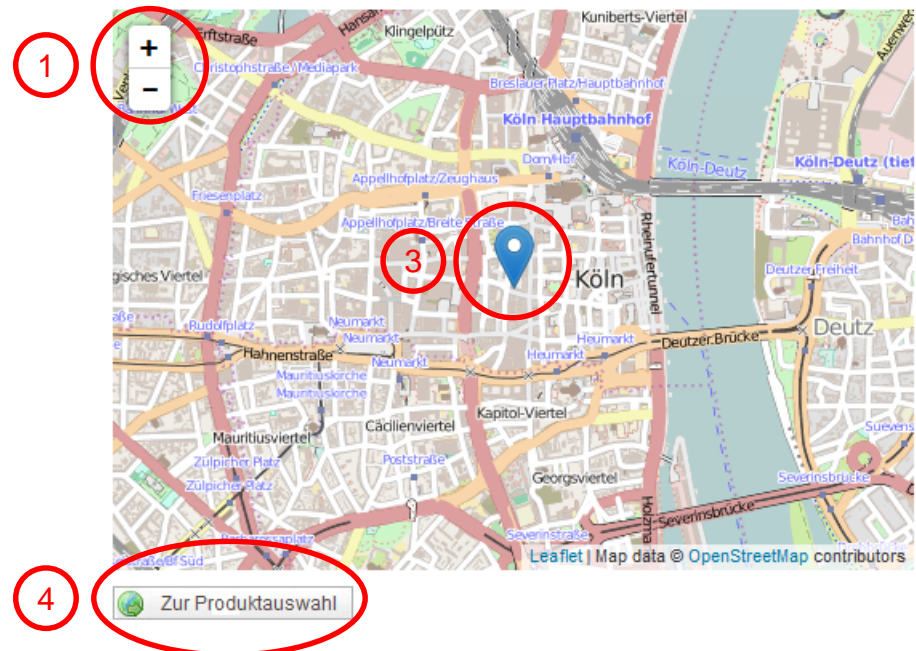 Kuniberts-Viertel
Klingelpütz
Erftstraße
1
+
−
Christophstraße / Mediapark
Breslauer Platz/Hauptbahnhof
Köln Hauptbahnhof
Dom/Hbf
Köln-Deutz
Köln-Deutz (tief
Appellhofplatz/Zeughaus
Friesenplatz
Appellhofplatz/Breite Straße
Rheinufertunnel
3
Köln
Bahnhof D
Deutzer Freiheit
gisches Viertel
Rudolfplatz
Neumarkt
Neumarkt
Heumarkt
Deutz
Hahnenstraße
Neumarkt
Heumarkt
Deutzer Brücke
Mauritiuskirche
Mauritiuskirche
Kapitol-Viertel
Cäcilienviertel
Mauritiusviertel
Suevens
Zülpicher Platz
Poststraße
Georgsviertel
Severinsbrücke
Zülpicher Platz
Severinsbrücke
Barbarossaplatz
Severinstraße
Leaflet | Map data © OpenStreetMap contributors
4
Zur Produktauswahl